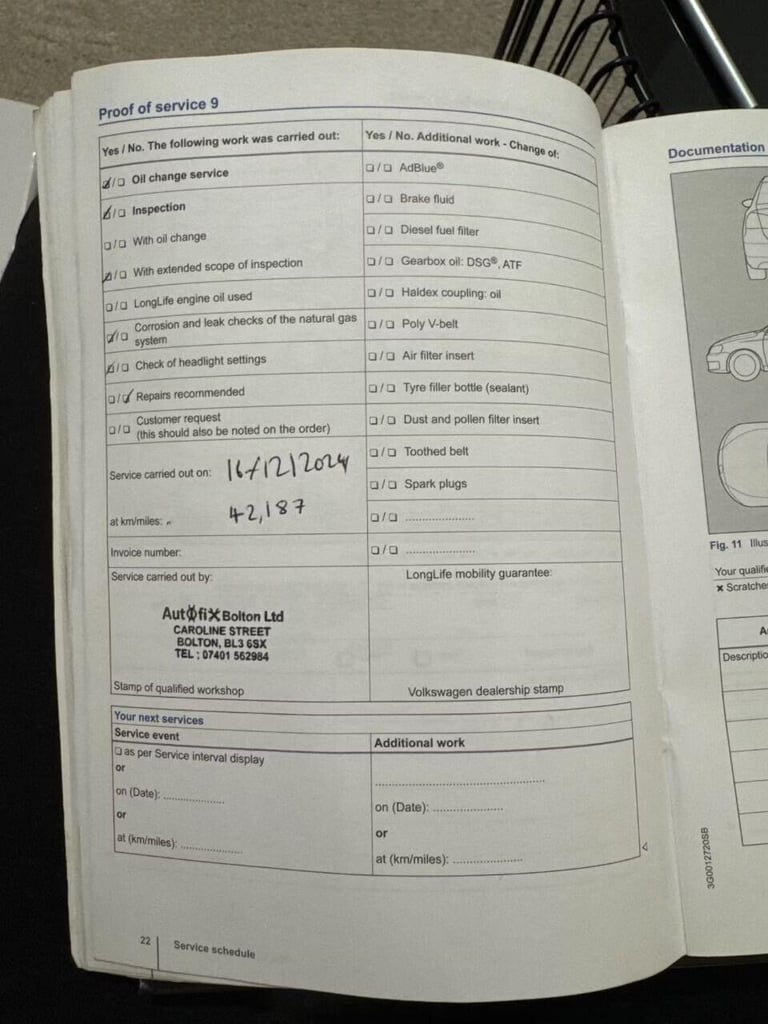 Proof of service 9
Yes / No. The following work was carried out:
☑/☐ Oil change service
☑/☐ Inspection
☐/☐ With oil change
☑/☐ With extended scope of inspection
☐/☐ LongLife engine oil used
☑/☐ Corrosion and leak checks of the natural gas
system
☑/☐ Check of headlight settings
☐/☑ Repairs recommended
☐/☐ Customer request
(this should also be noted on the order)
Service carried out on: 16/12/2024
at km/miles: 42,187
Invoice number:
Service carried out by:
Autofix Bolton Ltd
CAROLINE STREET
BOLTON, BL3 6SX
TEL : 07401 562984
Stamp of qualified workshop
Yes / No. Additional work - Change of:
☐/☐ AdBlue®
☐/☐ Brake fluid
☐/☐ Diesel fuel filter
☐/☐ Gearbox oil: DSG®, ATF
☐/☐ Haldex coupling: oil
☐/☐ Poly V-belt
☐/☐ Air filter insert
☐/☐ Tyre filler bottle (sealant)
☐/☐ Dust and pollen filter insert
☐/☐ Toothed belt
☐/☐ Spark plugs
☐/☐ ......................
☐/☐ ......................
LongLife mobility guarantee:
Volkswagen dealership stamp
Your next services
Service event
☐ as per Service interval display
or
on (Date): ...................
or
at (km/miles): ...................
Additional work
..................................................
on (Date): .....................
or
at (km/miles): .....................
22
Service schedule
Documentation
Fig. 11 Illus
Your qualifie
x Scratche
A
Descriptio
3G0012720SB